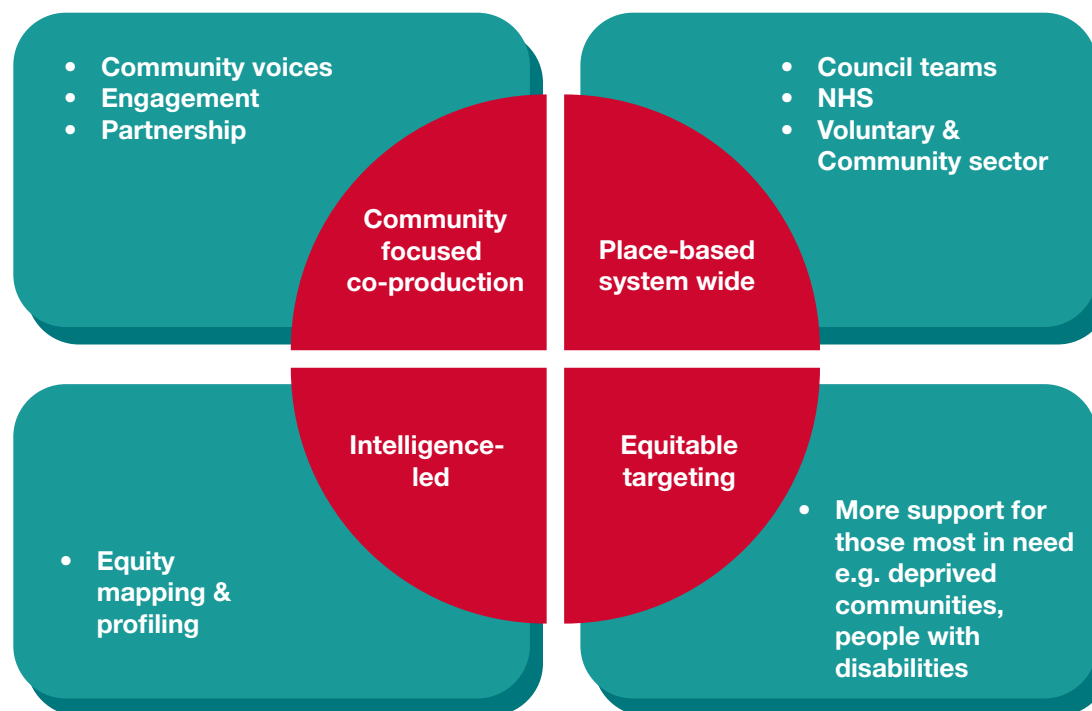 • Community voices
• Engagement
• Partnership
Community
focused
co-production
• Council teams
• NHS
• Voluntary &
Community sector
Place-based
system wide
Intelligence-
led
• Equity
mapping &
profiling
Equitable
targeting
• More support for
those most in need
e.g. deprived
communities,
people with
disabilities